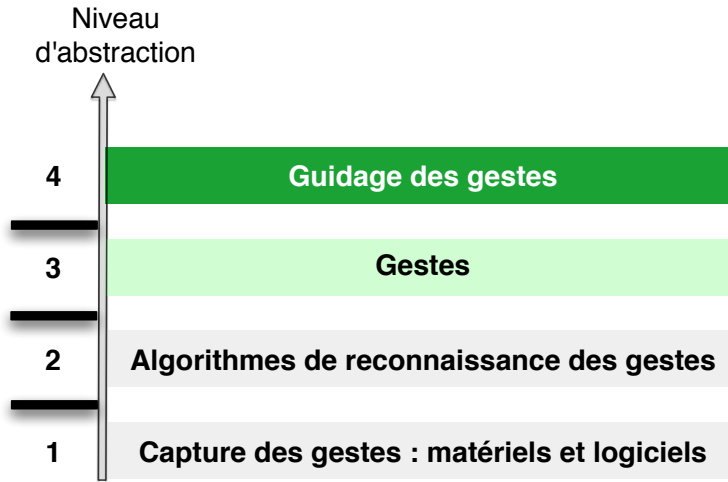 Niveau
d'abstraction
4 Guidage des gestes
3 Gestes
2 Algorithmes de reconnaissance des gestes
1 Capture des gestes : matériels et logiciels